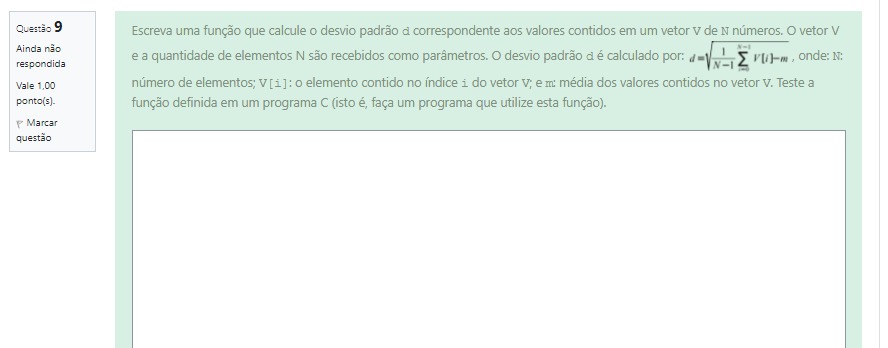 Questão 9
Ainda não
respondida
Vale 1,00
ponto(s).
Marcar
questão
Escreva uma função que calcule o desvio padrão d correspondente aos valores contidos em um vetor V de N números. O vetor V
e a quantidade de elementos N são recebidos como parâmetros. O desvio padrão d é calculado por: d=√(1/(N−1) ∑_{i=0}^{N−1} V[i]−m) , onde: N:
número de elementos; V[i]: o elemento contido no índice i do vetor V; e m: média dos valores contidos no vetor V. Teste a
função definida em um programa C (isto é, faça um programa que utilize esta função).